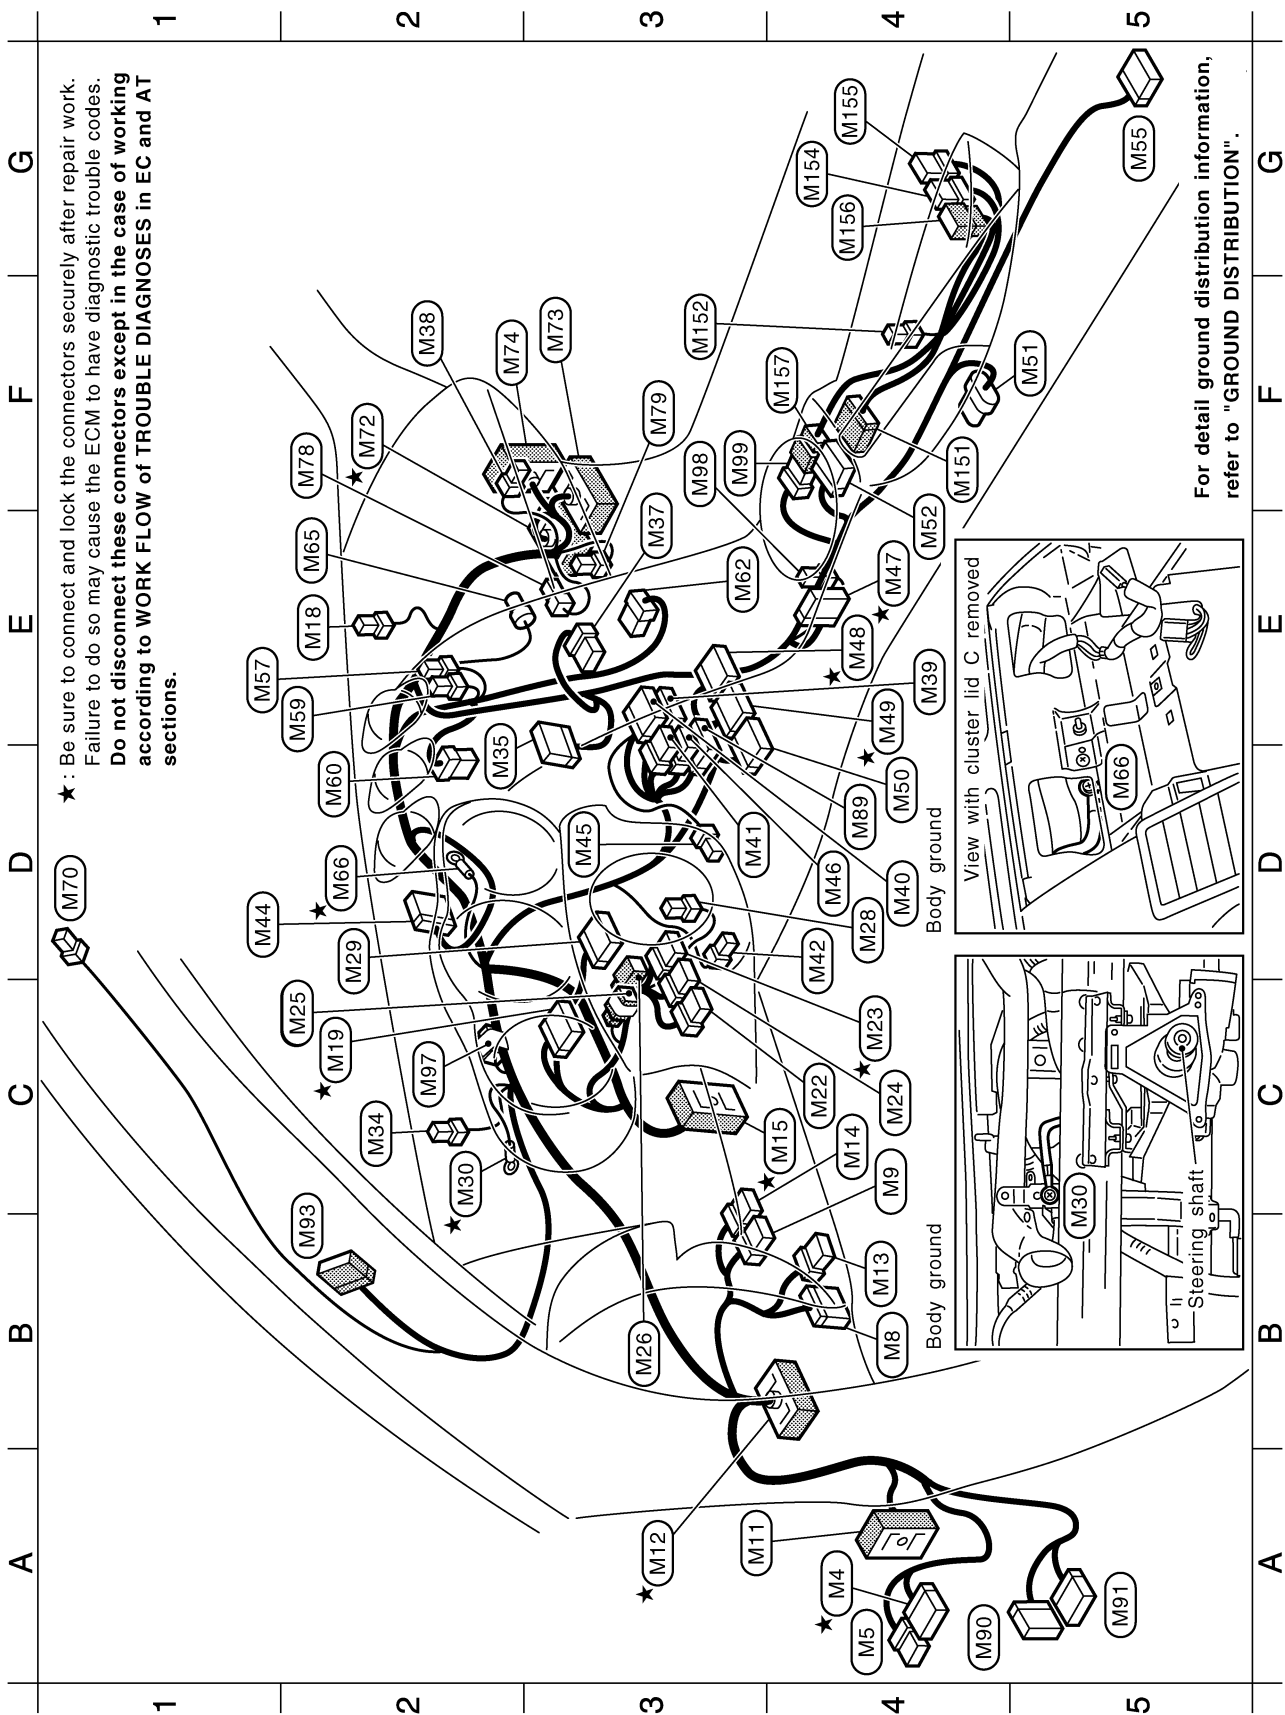 1
2
3
4
5
G
F
E
D
C
B
A
★: Be sure to connect and lock the connectors securely after repair work.
Failure to do so may cause the ECM to have diagnostic trouble codes.
Do not disconnect these connectors except in the case of working
according to WORK FLOW of TROUBLE DIAGNOSES in EC and AT
sections.
M70
M93
★ M30
M34
M97
★ M19
M25
M29
M44
★ M66
M60
M59
M57
M18
M65
M78
★ M72
M38
M74
M73
M79
M37
M62
M35
M45
M152
M98
M99
M157
M156
M154
M155
M55
M51
M151
M52
M47 ★
M48 ★
M39
M49 ★
M50
M89
M41
M46
M40
M28
M42
M23 ★
M24
M22
M14 ★
M15
M9
M13
M8
M26
★ M12
M11
★ M4
M5
M90
M91
Body ground
View with cluster lid C removed
M66
Body ground
M30
Steering shaft
For detail ground distribution information,
refer to "GROUND DISTRIBUTION".
1
2
3
4
5
G
F
E
D
C
B
A